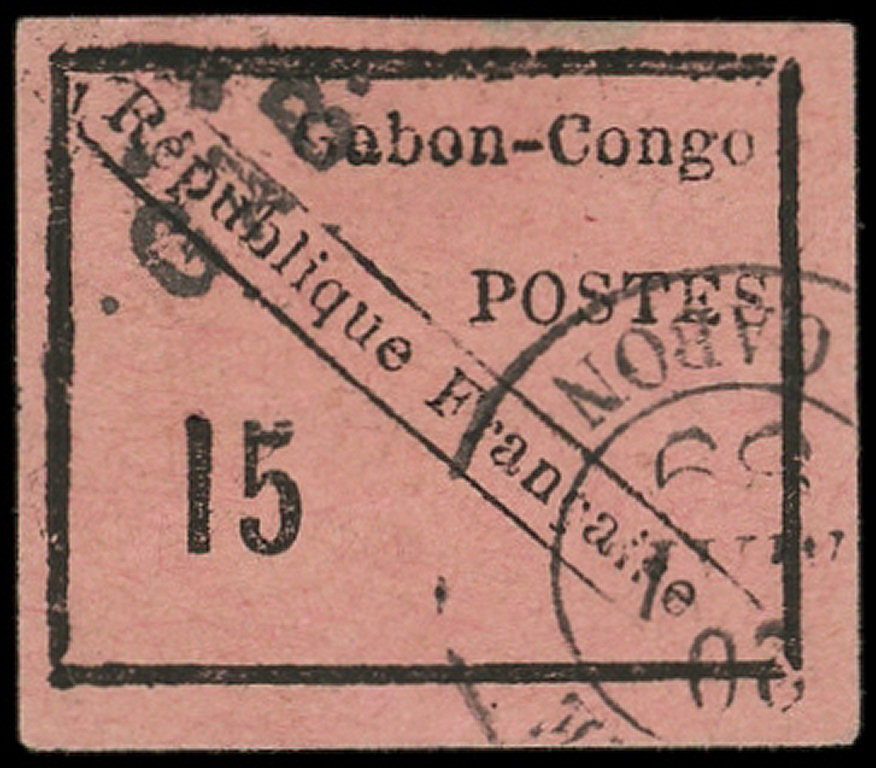 Gabon-Congo
POSTES
République Française
15
GABON